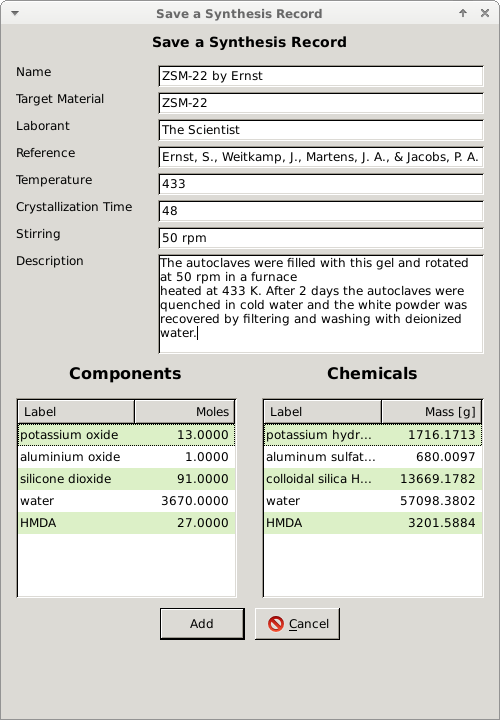 Save a Synthesis Record
Save a Synthesis Record
Name
ZSM-22 by Ernst
Target Material
ZSM-22
Laborant
The Scientist
Reference
Ernst, S., Weitkamp, J., Martens, J. A., & Jacobs, P. A.
Temperature
433
Crystallization Time
48
Stirring
50 rpm
Description
The autoclaves were filled with this gel and rotated
at 50 rpm in a furnace
heated at 433 K. After 2 days the autoclaves were
quenched in cold water and the white powder was
recovered by filtering and washing with deionized
water.
Components
Label Moles
potassium oxide 13.0000
aluminium oxide 1.0000
silicone dioxide 91.0000
water 3670.0000
HMDA 27.0000
Chemicals
Label Mass [g]
potassium hydr... 1716.1713
aluminum sulfat... 680.0097
colloidal silica H... 13669.1782
water 57098.3802
HMDA 3201.5884
Add
Cancel